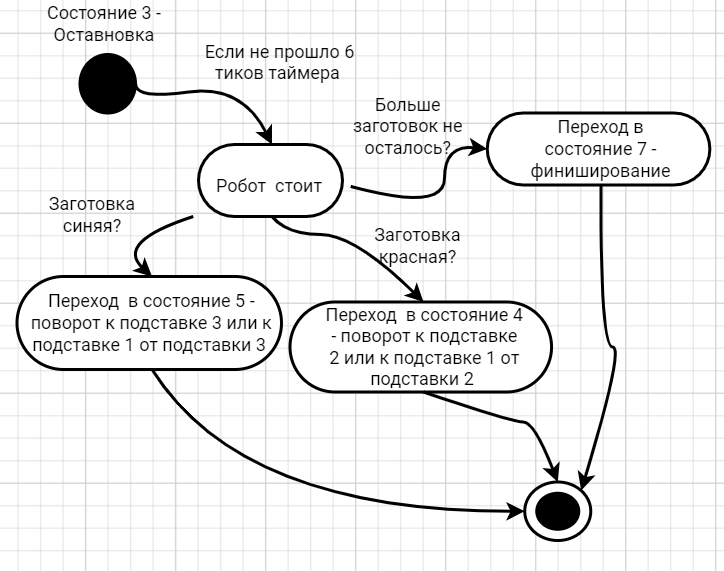 Состояние 3 -
Оставновка
Если не прошло 6
тиков таймера
Больше
заготовок не
осталось?
Переход в
состояние 7 -
финиширование
Робот стоит
Заготовка
синяя?
Заготовка
красная?
Переход в состояние 5 -
поворот к подставке 3 или к
подставке 1 от подставки 3
Переход в состояние 4
- поворот к подставке
2 или к подставке 1 от
подставки 2